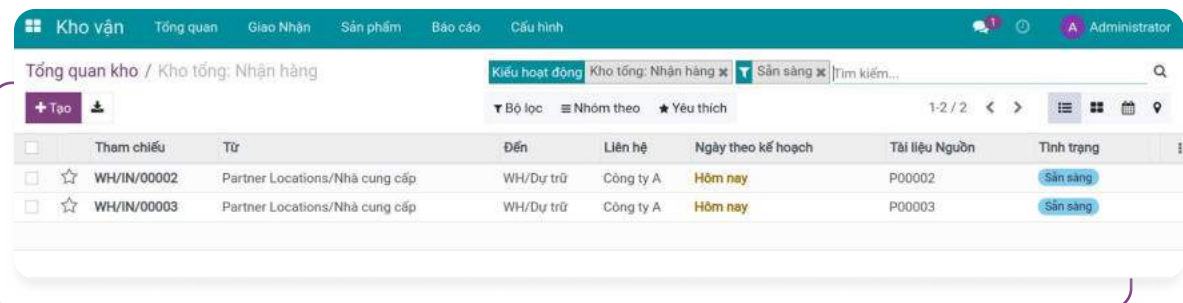 Kho vận Tổng quan Giao Nhận Sản phẩm Báo cáo Cấu hình 1 A Administrator
Tổng quan kho / Kho tổng: Nhận hàng Kiểu hoạt động Kho tổng: Nhận hàng × Sẵn sàng × Tìm kiếm...
+Tạo Bộ lọc Nhóm theo Yêu thích 1-2 / 2
Tham chiếu Từ Đến Liên hệ Ngày theo kế hoạch Tài liệu Nguồn Tình trạng
WH/IN/00002 Partner Locations/Nhà cung cấp WH/Dự trữ Công ty A Hôm nay P00002 Sẵn sàng
WH/IN/00003 Partner Locations/Nhà cung cấp WH/Dự trữ Công ty A Hôm nay P00003 Sẵn sàng